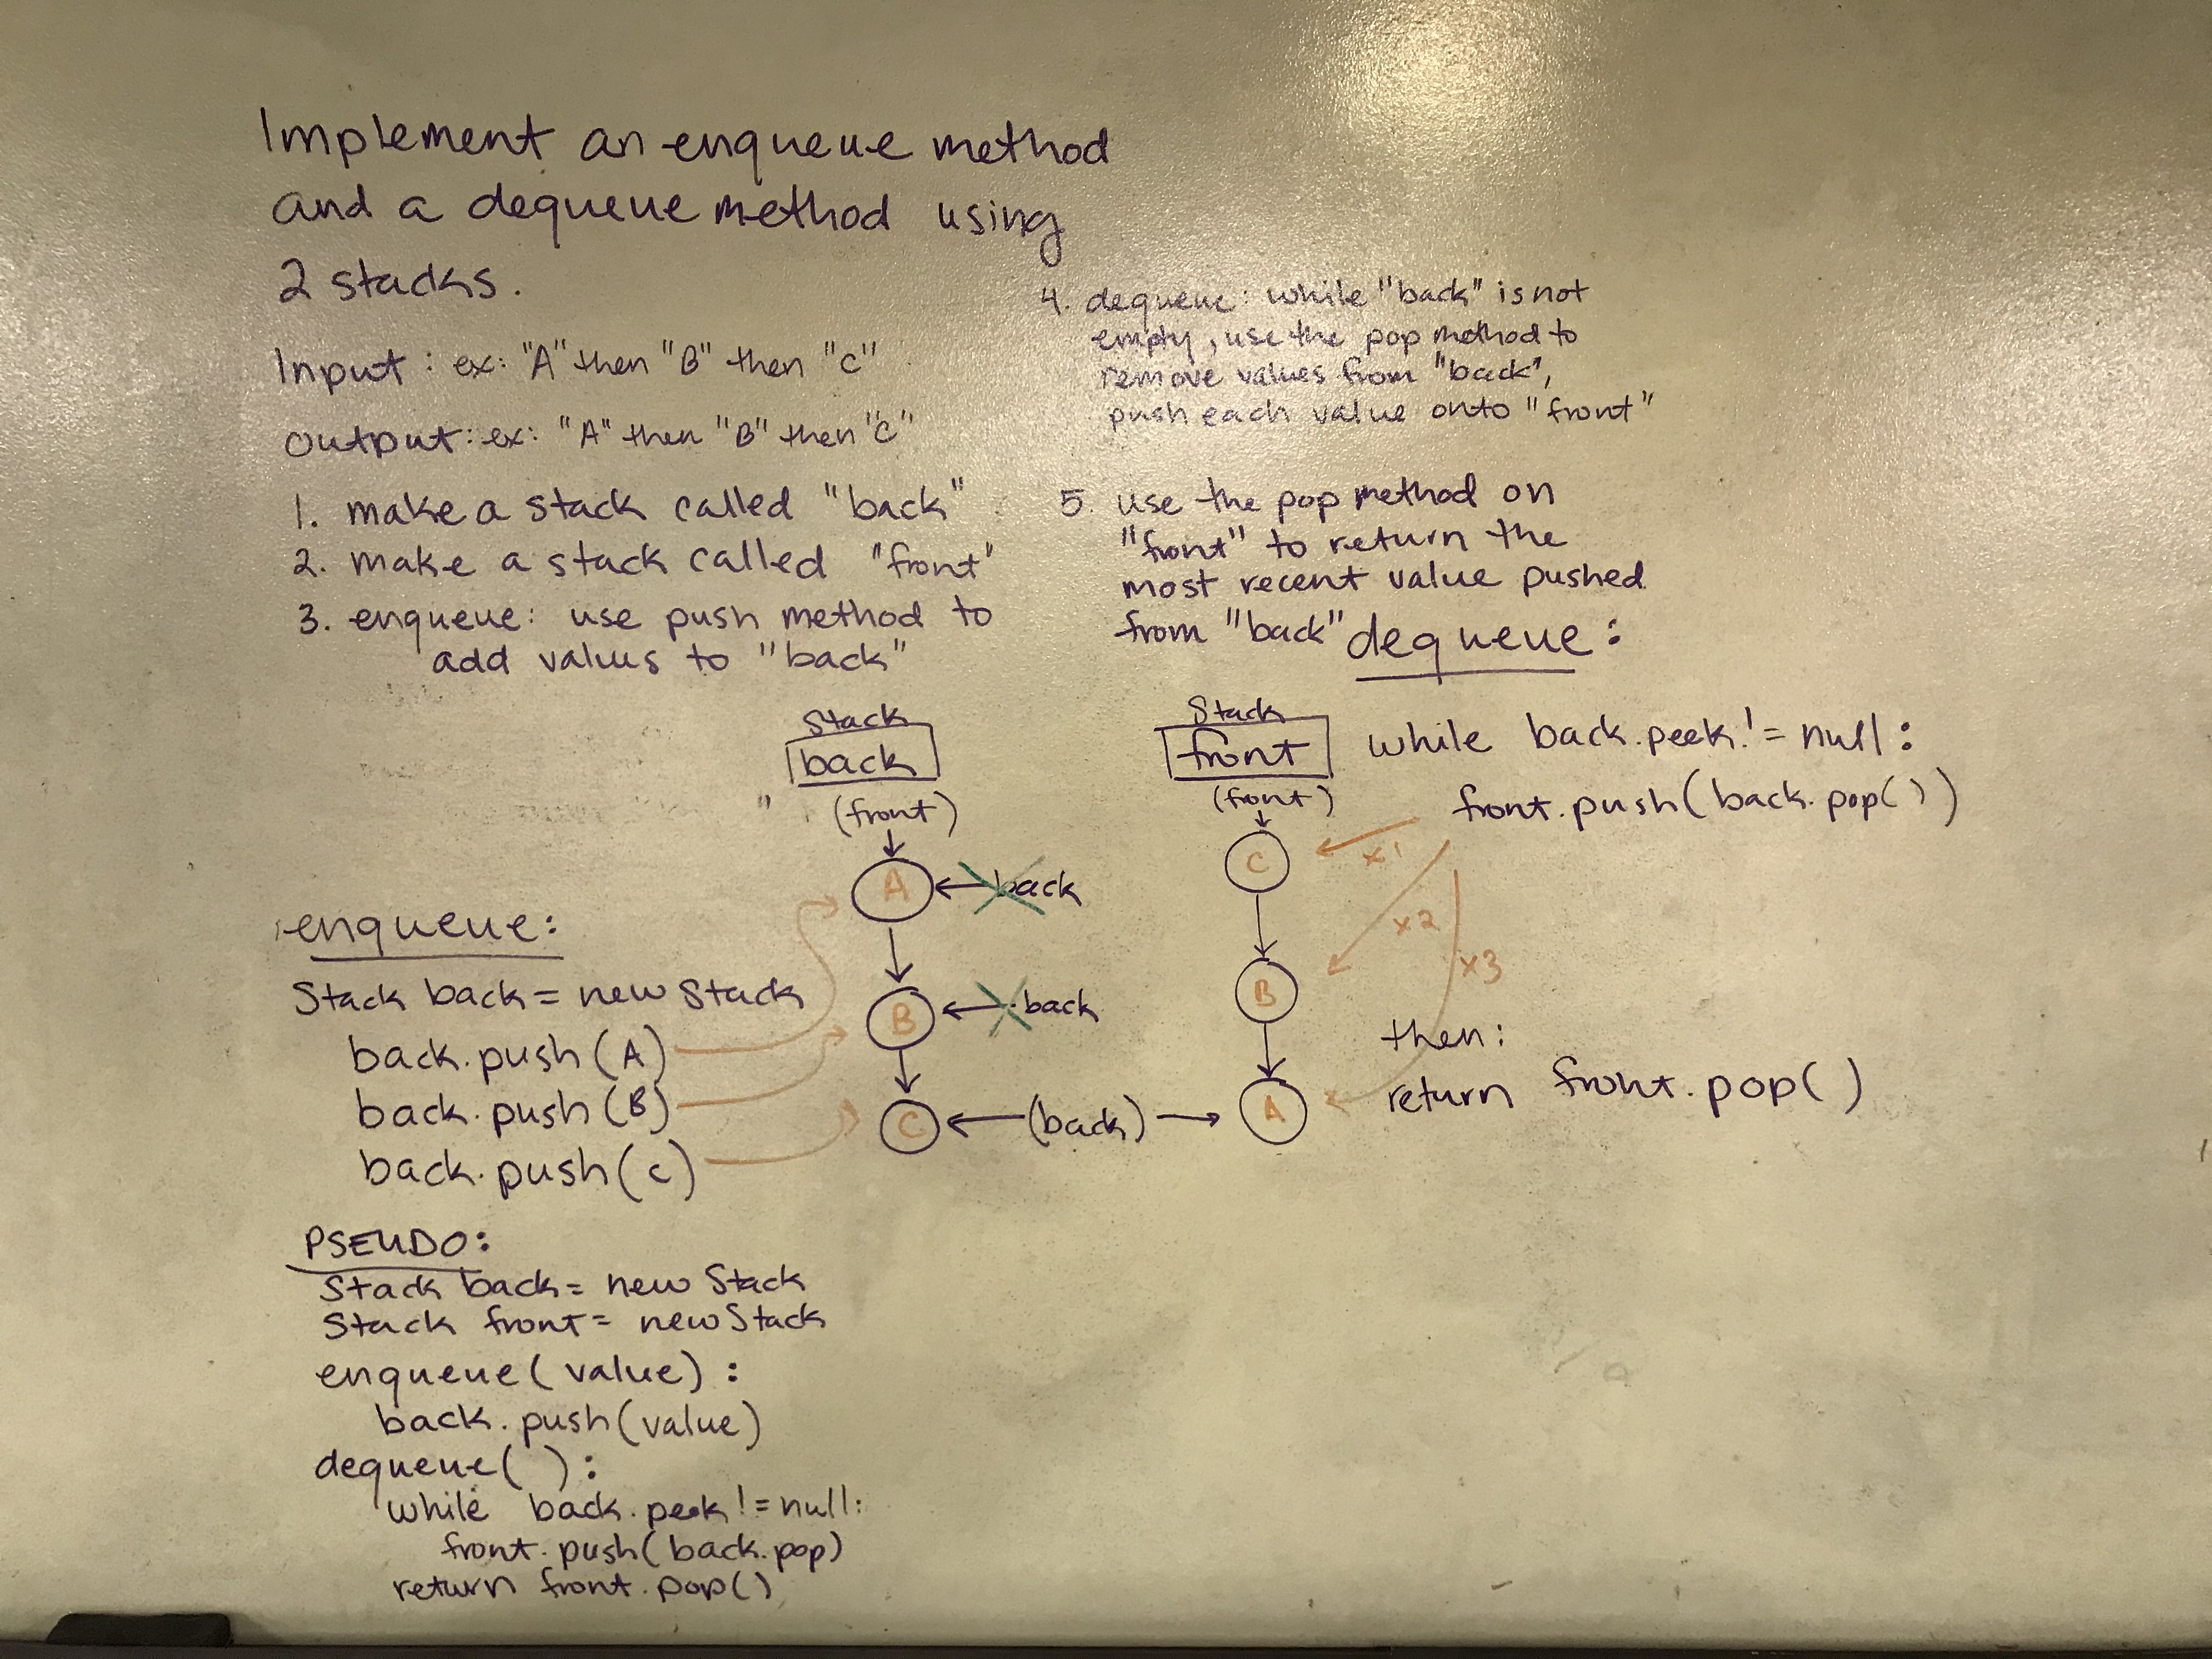 Implement an enqueue method
and a dequeue method using
2 stacks.
Input: ex: "A" then "B" then "C"
Output: ex: "A" then "B" then "C"
1. make a stack called "back"
2. make a stack called "front"
3. enqueue: use push method to
add values to "back"
4. dequeue: while "back" is not
empty, use the pop method to
remove values from "back",
push each value onto "front"
5. use the pop method on
"front" to return the
most recent value pushed
from "back"
Stack
back
(front)
A
back
B
back
C
(back)
enqueue:
Stack back = new Stack
back.push(A)
back.push(B)
back.push(C)
Stack
front
(front)
C
B
A
dequeue:
while back.peek != null:
front.push(back.pop())
x1
x2
x3
then:
return front.pop()
PSEUDO:
Stack back = new Stack
Stack front = new Stack
enqueue(value):
back.push(value)
dequeue( ):
while back.peek != null:
front.push(back.pop)
return front.pop()